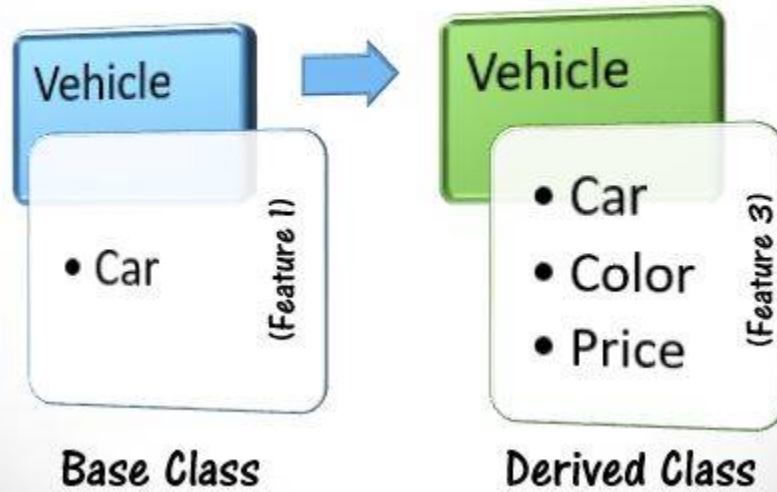 Vehicle
• Car
(Feature 1)
Base Class
Vehicle
• Car
• Color
• Price
(Feature 3)
Derived Class